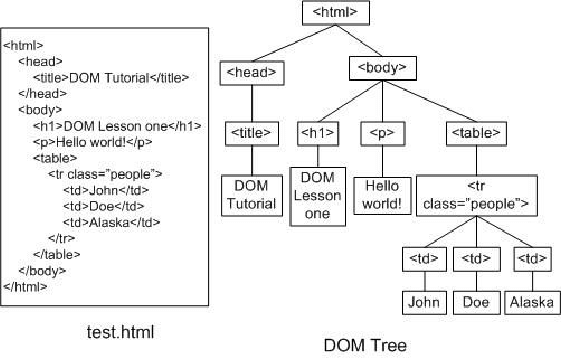 <html>
<head>
<title>DOM Tutorial</title>
</head>
<body>
<h1>DOM Lesson one</h1>
<p>Hello world!</p>
<table>
<tr class="people">
<td>John</td>
<td>Doe</td>
<td>Alaska</td>
</tr>
</table>
</body>
</html>
test.html
<html>
<head>
<body>
<title>
<h1>
<p>
<table>
DOM
Tutorial
DOM
Lesson
one
Hello
world!
<tr
class="people">
<td>
<td>
<td>
John
Doe
Alaska
DOM Tree